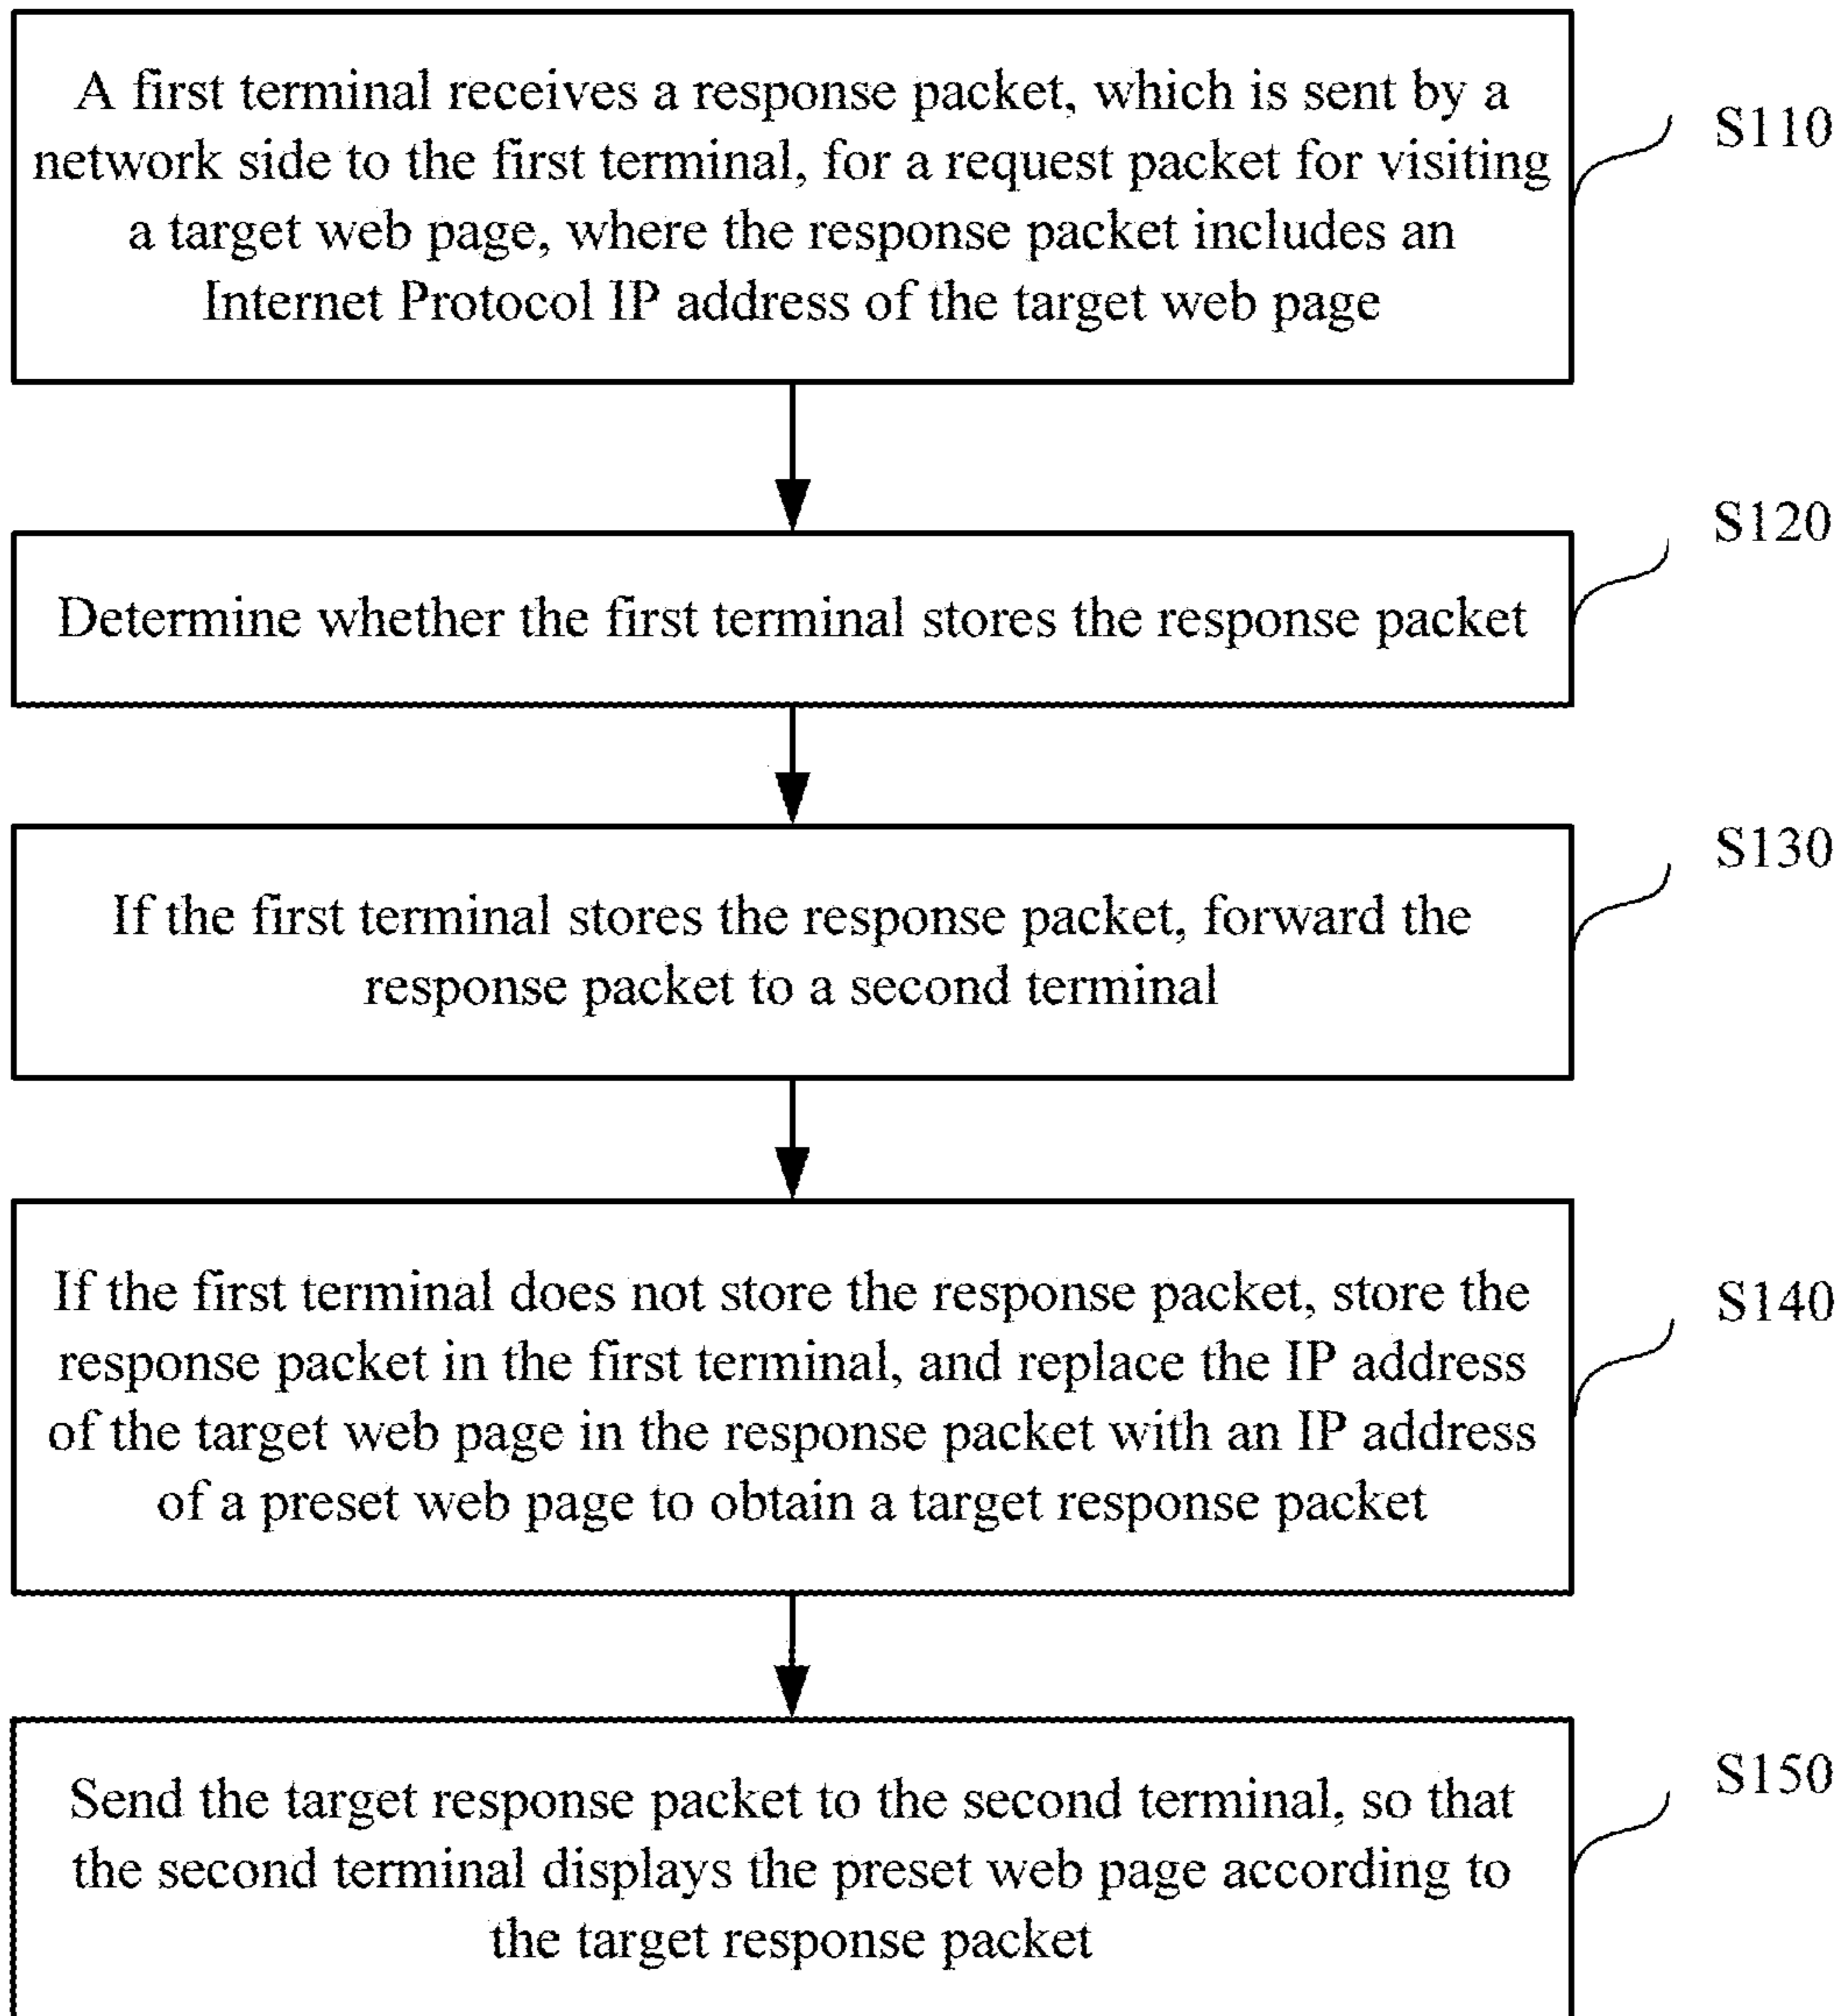 A first terminal receives a response packet, which is sent by a
network side to the first terminal, for a request packet for visiting
a target web page, where the response packet includes an
Internet Protocol IP address of the target web page
S110
Determine whether the first terminal stores the response packet
S120
If the first terminal stores the response packet, forward the
response packet to a second terminal
S130
If the first terminal does not store the response packet, store the
response packet in the first terminal, and replace the IP address
of the target web page in the response packet with an IP address
of a preset web page to obtain a target response packet
S140
Send the target response packet to the second terminal, so that
the second terminal displays the preset web page according to
the target response packet
S150